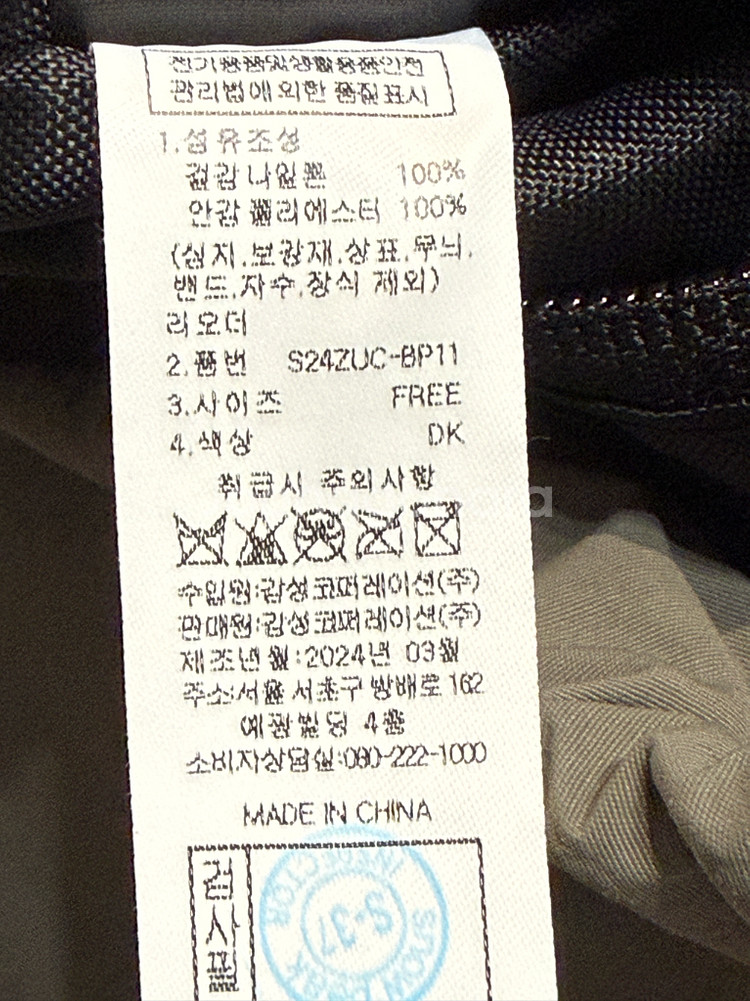 전기용품및생활용품안전
관리법에 의한 품질표시
1.섬유조성
겉감 나일론 100%
안감 폴리에스터 100%
(심지,보강재,상표,무늬,
밴드,자수,장식 제외)
리오더
2.품번 S24ZUC-BP11
3.사이즈 FREE
4.색상 DK
취급시 주의사항
수입원:감성코퍼레이션(주)
판매원:감성코퍼레이션(주)
제조년월:2024년 03월
주소:서울 서초구 방배로 162
예광빌딩 4층
소비자상담실:080-222-1000
MADE IN CHINA
검사필
SNOW PEAK INSPECTOR
S-37